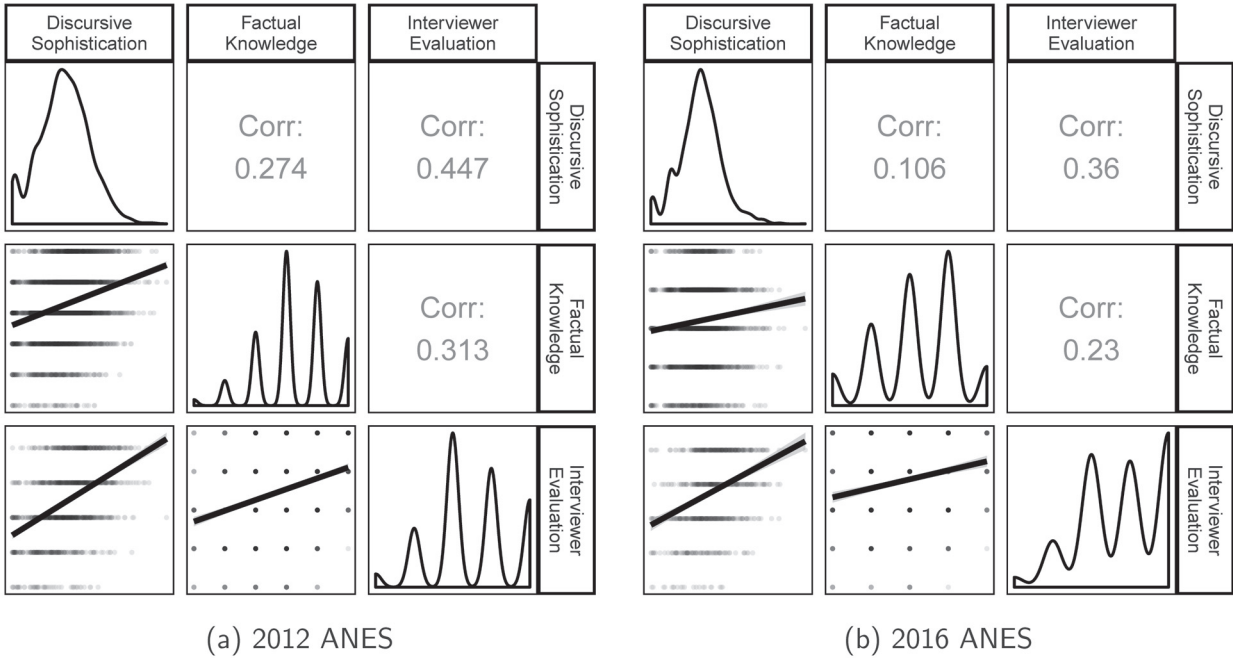 Discursive
Sophistication
Factual
Knowledge
Interviewer
Evaluation
Discursive
Sophistication
Corr:
0.274
Corr:
0.447
Factual
Knowledge
Corr:
0.313
Interviewer
Evaluation
(a) 2012 ANES
Discursive
Sophistication
Factual
Knowledge
Interviewer
Evaluation
Discursive
Sophistication
Corr:
0.106
Corr:
0.36
Factual
Knowledge
Corr:
0.23
Interviewer
Evaluation
(b) 2016 ANES